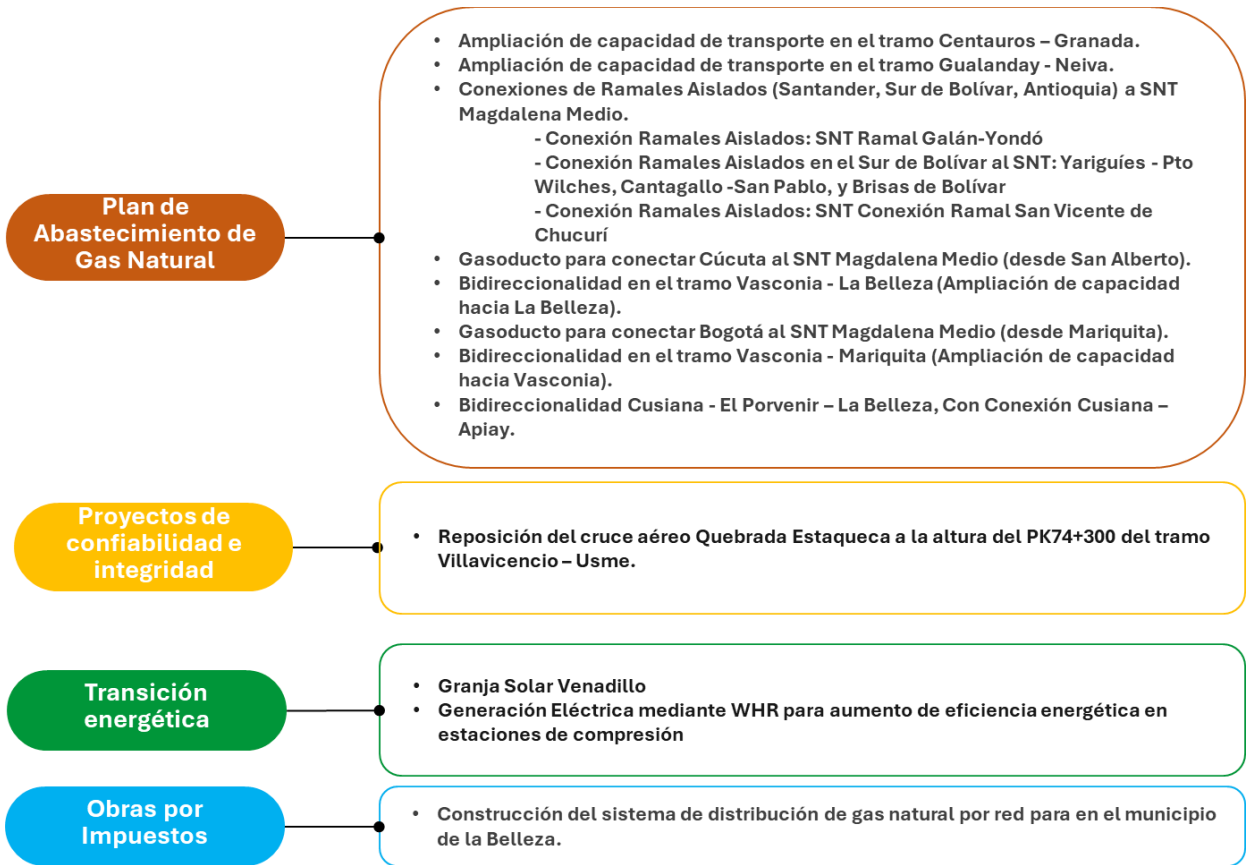 Plan de
Abastecimiento de
Gas Natural
• Ampliación de capacidad de transporte en el tramo Centauros – Granada.
• Ampliación de capacidad de transporte en el tramo Gualanday - Neiva.
• Conexiones de Ramales Aislados (Santander, Sur de Bolívar, Antioquia) a SNT
Magdalena Medio.
- Conexión Ramales Aislados: SNT Ramal Galán-Yondó
- Conexión Ramales Aislados en el Sur de Bolívar al SNT: Yariguíes - Pto
Wilches, Cantagallo -San Pablo, y Brisas de Bolívar
- Conexión Ramales Aislados: SNT Conexión Ramal San Vicente de
Chucurí
• Gasoducto para conectar Cúcuta al SNT Magdalena Medio (desde San Alberto).
• Bidireccionalidad en el tramo Vasconia - La Belleza (Ampliación de capacidad
hacia La Belleza).
• Gasoducto para conectar Bogotá al SNT Magdalena Medio (desde Mariquita).
• Bidireccionalidad en el tramo Vasconia - Mariquita (Ampliación de capacidad
hacia Vasconia).
• Bidireccionalidad Cusiana - El Porvenir – La Belleza, Con Conexión Cusiana –
Apiay.
Proyectos de
confiabilidad e
integridad
• Reposición del cruce aéreo Quebrada Estaqueca a la altura del PK74+300 del tramo
Villavicencio – Usme.
Transición
energética
• Granja Solar Venadillo
• Generación Eléctrica mediante WHR para aumento de eficiencia energética en
estaciones de compresión
Obras por
Impuestos
• Construcción del sistema de distribución de gas natural por red para en el municipio
de la Belleza.